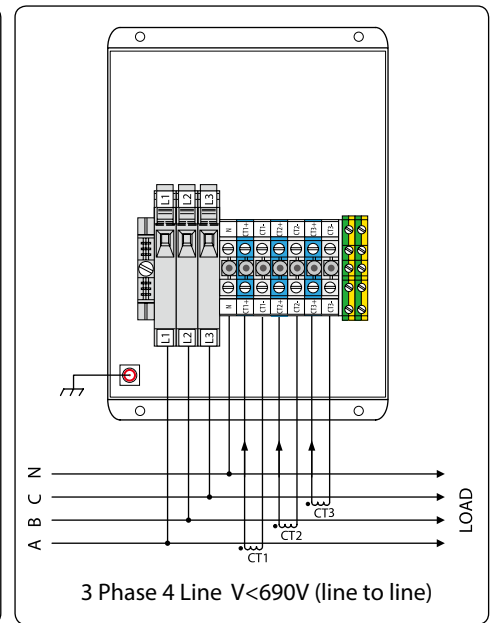 L1 L2 L3
N CT1+ CT1- CT2+ CT2- CT3+ CT3-
N CT1+ CT1- CT2+ CT2- CT3+ CT3-
L1 L2 L3
N
C
B
A
CT3
CT2
CT1
LOAD
3 Phase 4 Line V<690V (line to line)